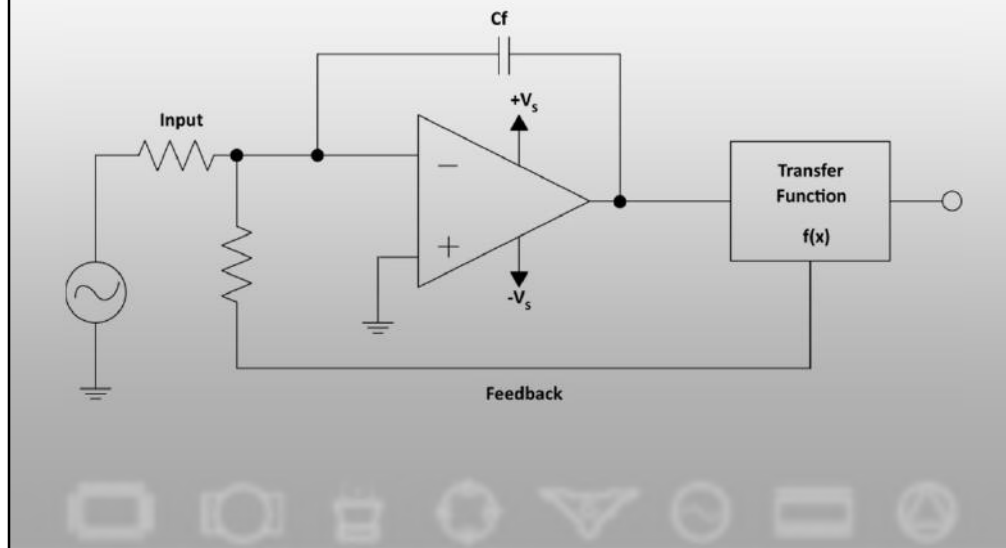 Cf
+Vs
Input
−
Transfer
Function
f(x)
+
-Vs
Feedback